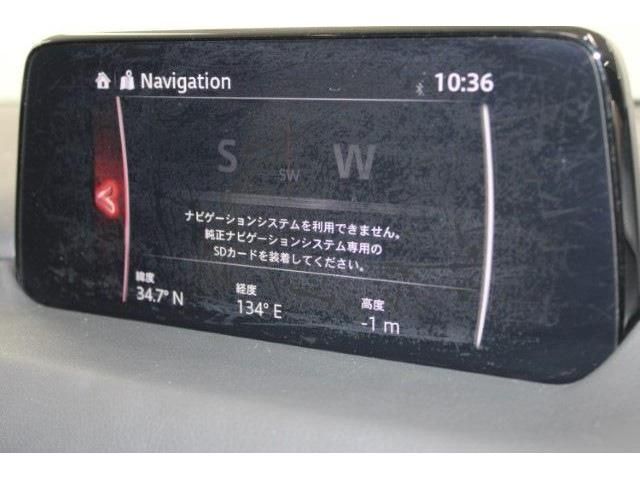 Navigation
10:36
S
SW
W
ナビゲーションシステムを利用できません。
純正ナビゲーションシステム専用の
SDカードを装着してください。
緯度
34.7° N
経度
134° E
高度
-1 m